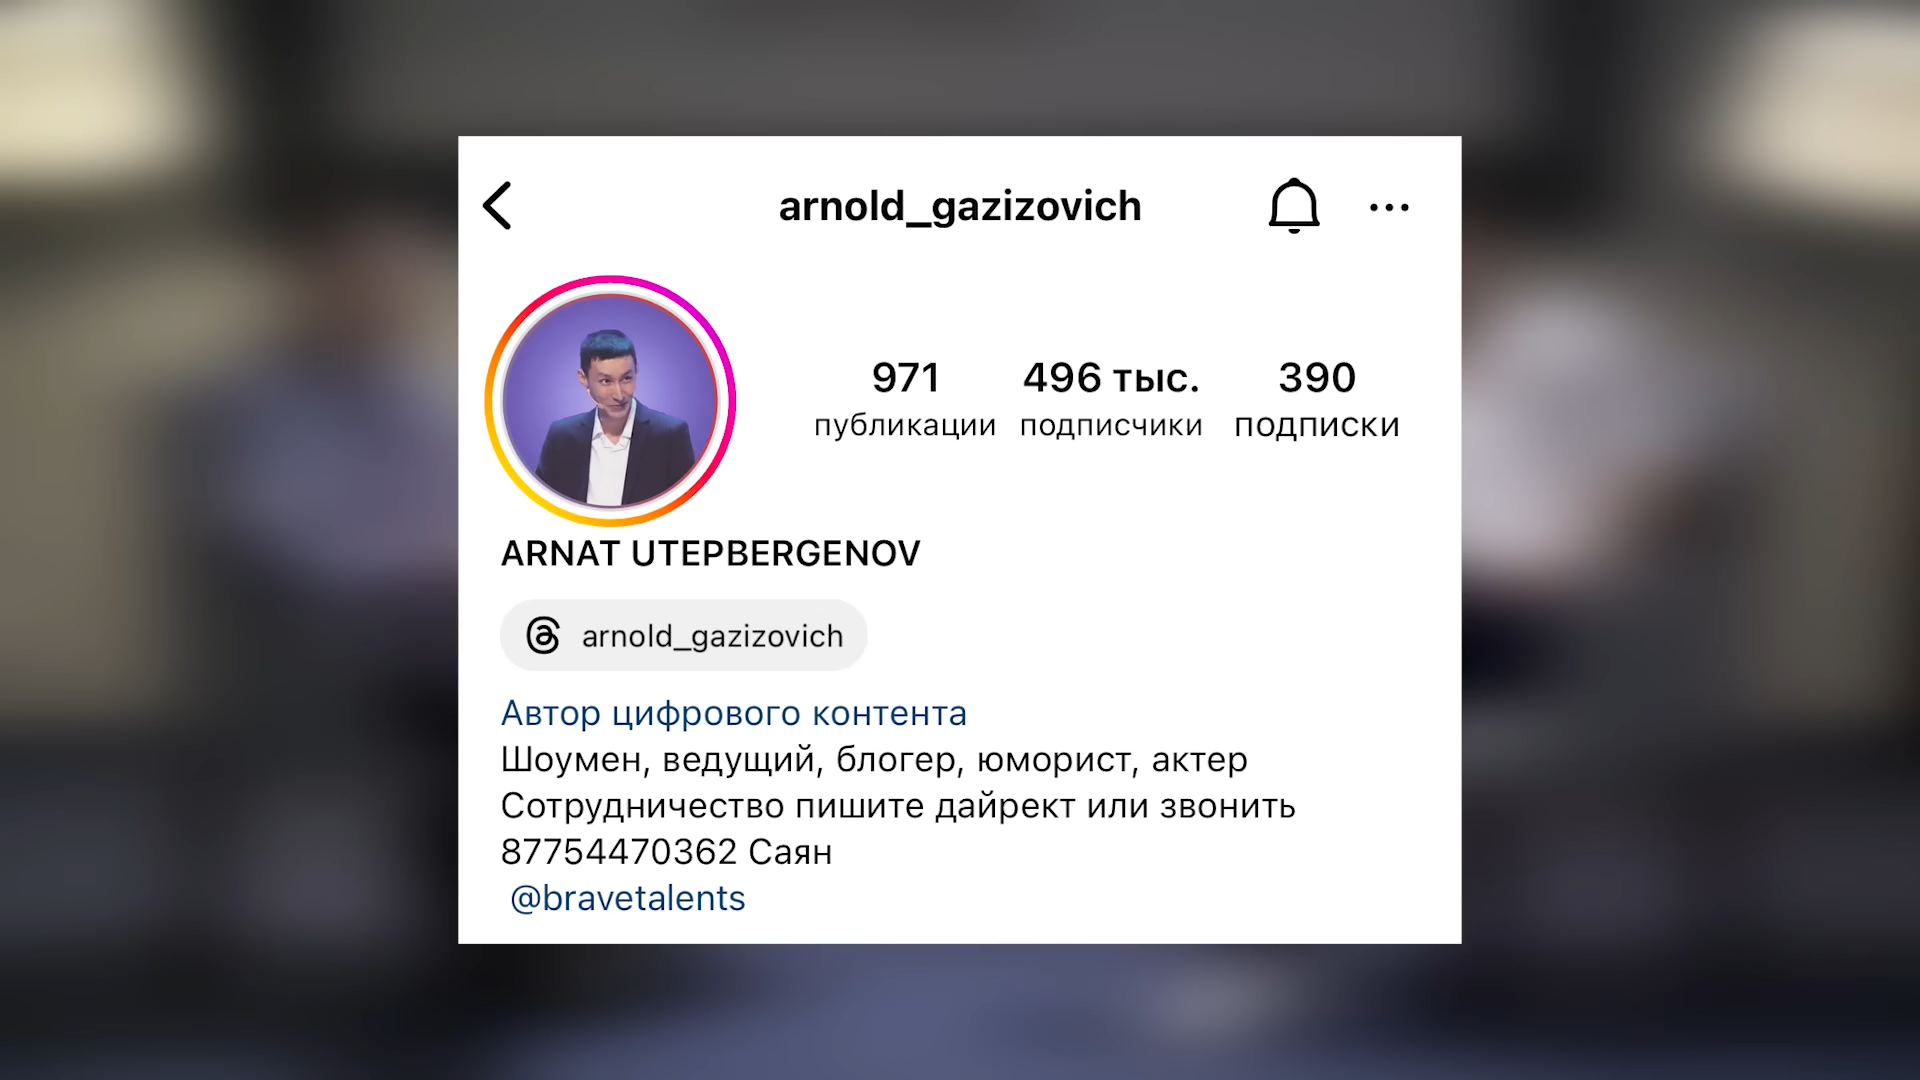 arnold_gazizovich
971 496 тыс. 390
публикации подписчики подписки
ARNAT UTEPBERGENOV
arnold_gazizovich
Автор цифрового контента
Шоумен, ведущий, блогер, юморист, актер
Сотрудничество пишите дайрект или звонить
87754470362 Саян
@bravetalents